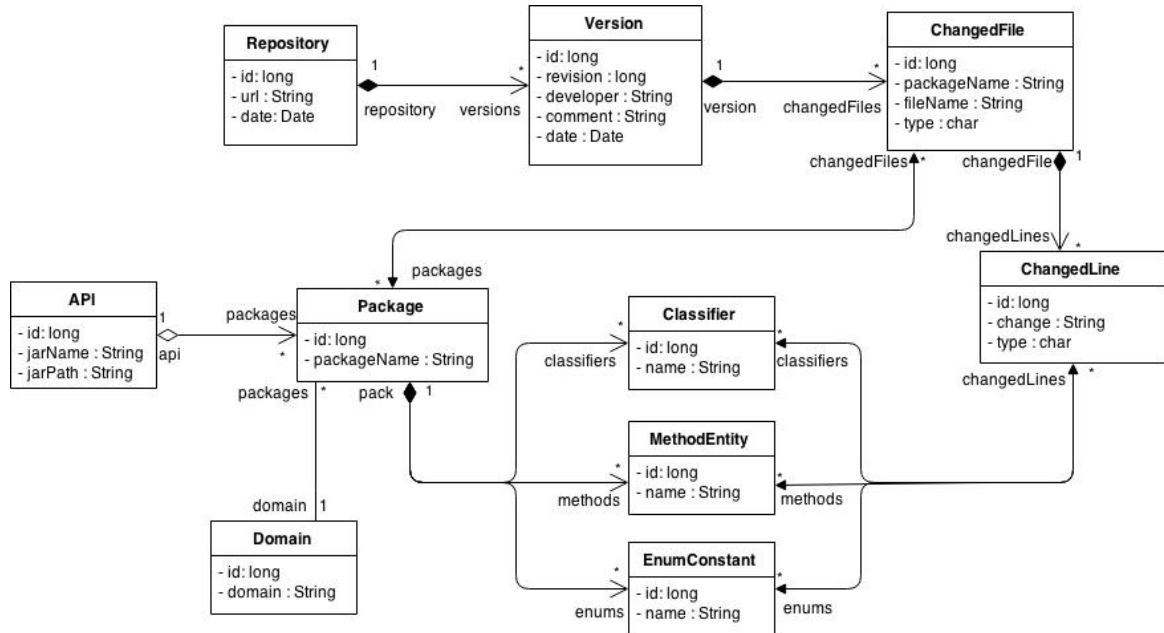 Repository
- id: long
- url : String
- date: Date
1
repository
*
versions
Version
- id: long
- revision : long
- developer : String
- comment : String
- date : Date
1
version
*
changedFiles
ChangedFile
- id: long
- packageName : String
- fileName : String
- type : char
changedFiles *
changedFile 1
changedLines
*
ChangedLine
- id: long
- change : String
- type : char
changedLines
*
packages
*
API
- id: long
- jarName : String
- jarPath : String
1
api
packages
*
Package
- id: long
- packageName : String
packages *
pack 1
domain 1
Domain
- id: long
- domain : String
*
classifiers
Classifier
- id: long
- name : String
*
classifiers
*
methods
MethodEntity
- id: long
- name : String
*
methods
*
enums
EnumConstant
- id: long
- name : String
*
enums